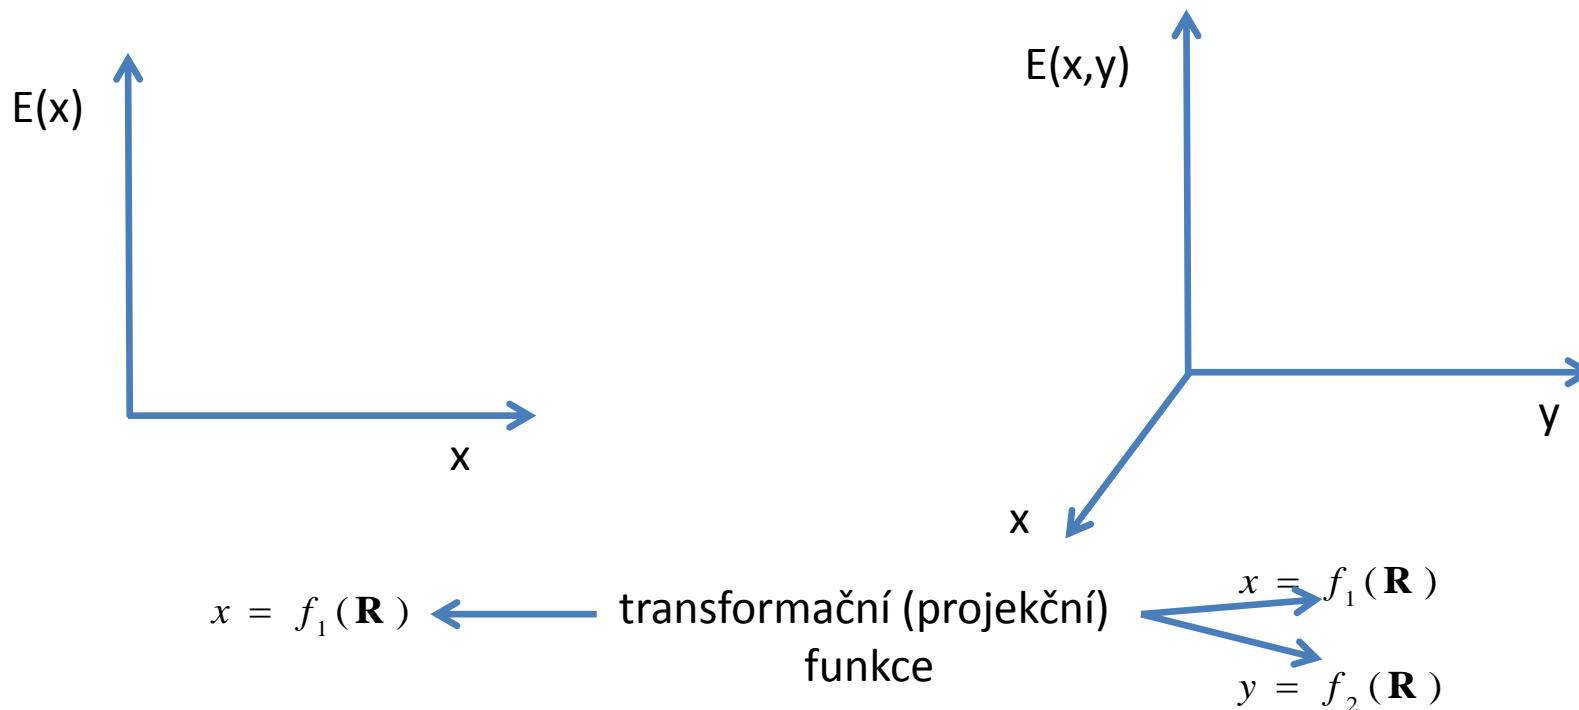 E(x)
x
E(x,y)
y
x
x = f₁(R)
transformační (projekční)
funkce
x = f₁(R)
y = f₂(R)